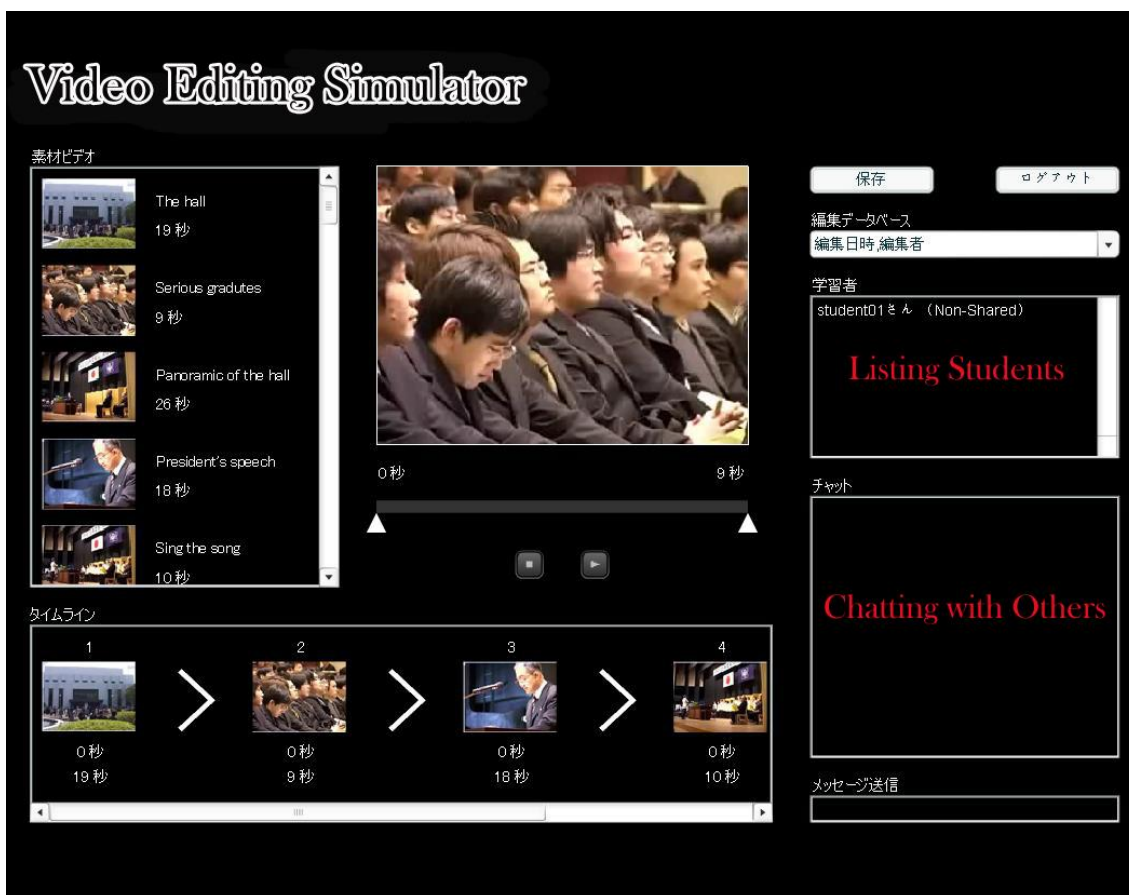 Video Editing Simulator
素材ビデオ
The hall
19 秒
Serious gradutes
9 秒
Panoramic of the hall
26 秒
President's speech
18 秒
Sing the song
10 秒
0 秒
9 秒
保存
ログアウト
編集データベース
編集日時,編集者
学習者
student01さん （Non-Shared）
Listing Students
チャット
Chatting with Others
メッセージ送信
タイムライン
1
2
3
4
0 秒
0 秒
0 秒
0 秒
19 秒
9 秒
18 秒
10 秒